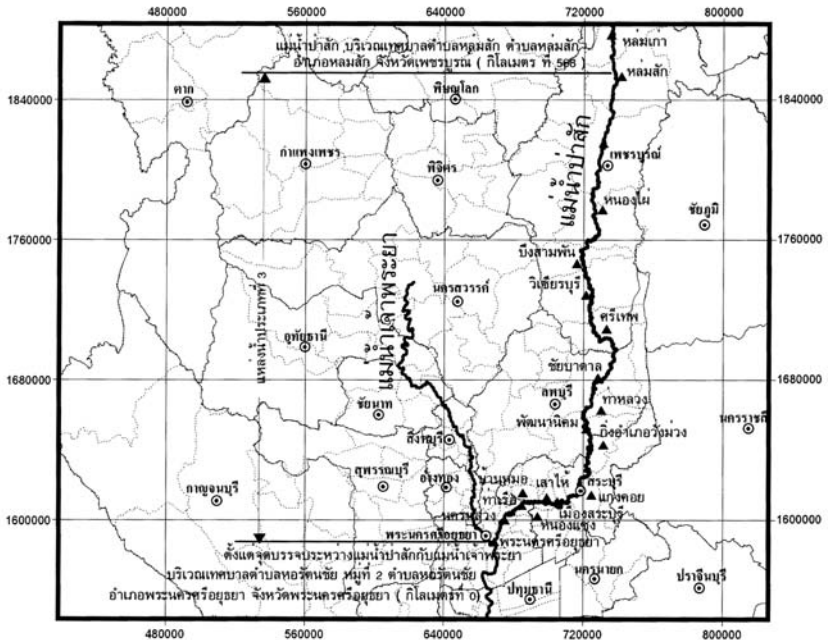 480000 560000 640000 720000 800000
หล่มเก่า
แม่น้ำป่าสัก บริเวณเทศบาลตำบลหล่มสัก ตำบลหล่มสัก
อำเภอหล่มสัก จังหวัดเพชรบูรณ์ ( กิโลเมตร ที่ 568 )
หล่มสัก
ตาก
พิษณุโลก
1840000 1840000
กำแพงเพชร
พิจิตร
แม่น้ำป่าสัก
เพชรบูรณ์
หนองไผ่
ชัยภูมิ
1760000 1760000
บึงสามพัน
แม่น้ำเจ้าพระยา
แหล่งน้ำประเภทที่ 3
วิเชียรบุรี
นครสวรรค์
ศรีเทพ
อุทัยธานี
ชัยบาดาล
1680000 1680000
ลพบุรี
ท่าหลวง
ชัยนาท
พัฒนานิคม
นครราชสี
กิ่งอำเภอวังม่วง
สิงห์บุรี
สุพรรณบุรี
อ่างทอง
บ้านหมอ
เสาไห้
สระบุรี
กาญจนบุรี
ท่าเรือ
แก่งคอย
นครหลวง
เมืองสระบุรี
1600000 1600000
หนองแซง
พระนครศรีอยุธยา
พระนครศรีอยุธยา
ตั้งแต่จุดบรรจบระหว่างแม่น้ำป่าสักกับแม่น้ำเจ้าพระยา
บริเวณเทศบาลตำบลหอรัตนชัย หมู่ที่ 2 ตำบลหอรัตนชัย
นครนายก
ปราจีนบุรี
อำเภอพระนครศรีอยุธยา จังหวัดพระนครศรีอยุธยา ( กิโลเมตรที่ 0)
ปทุมธานี
480000 560000 640000 720000 800000